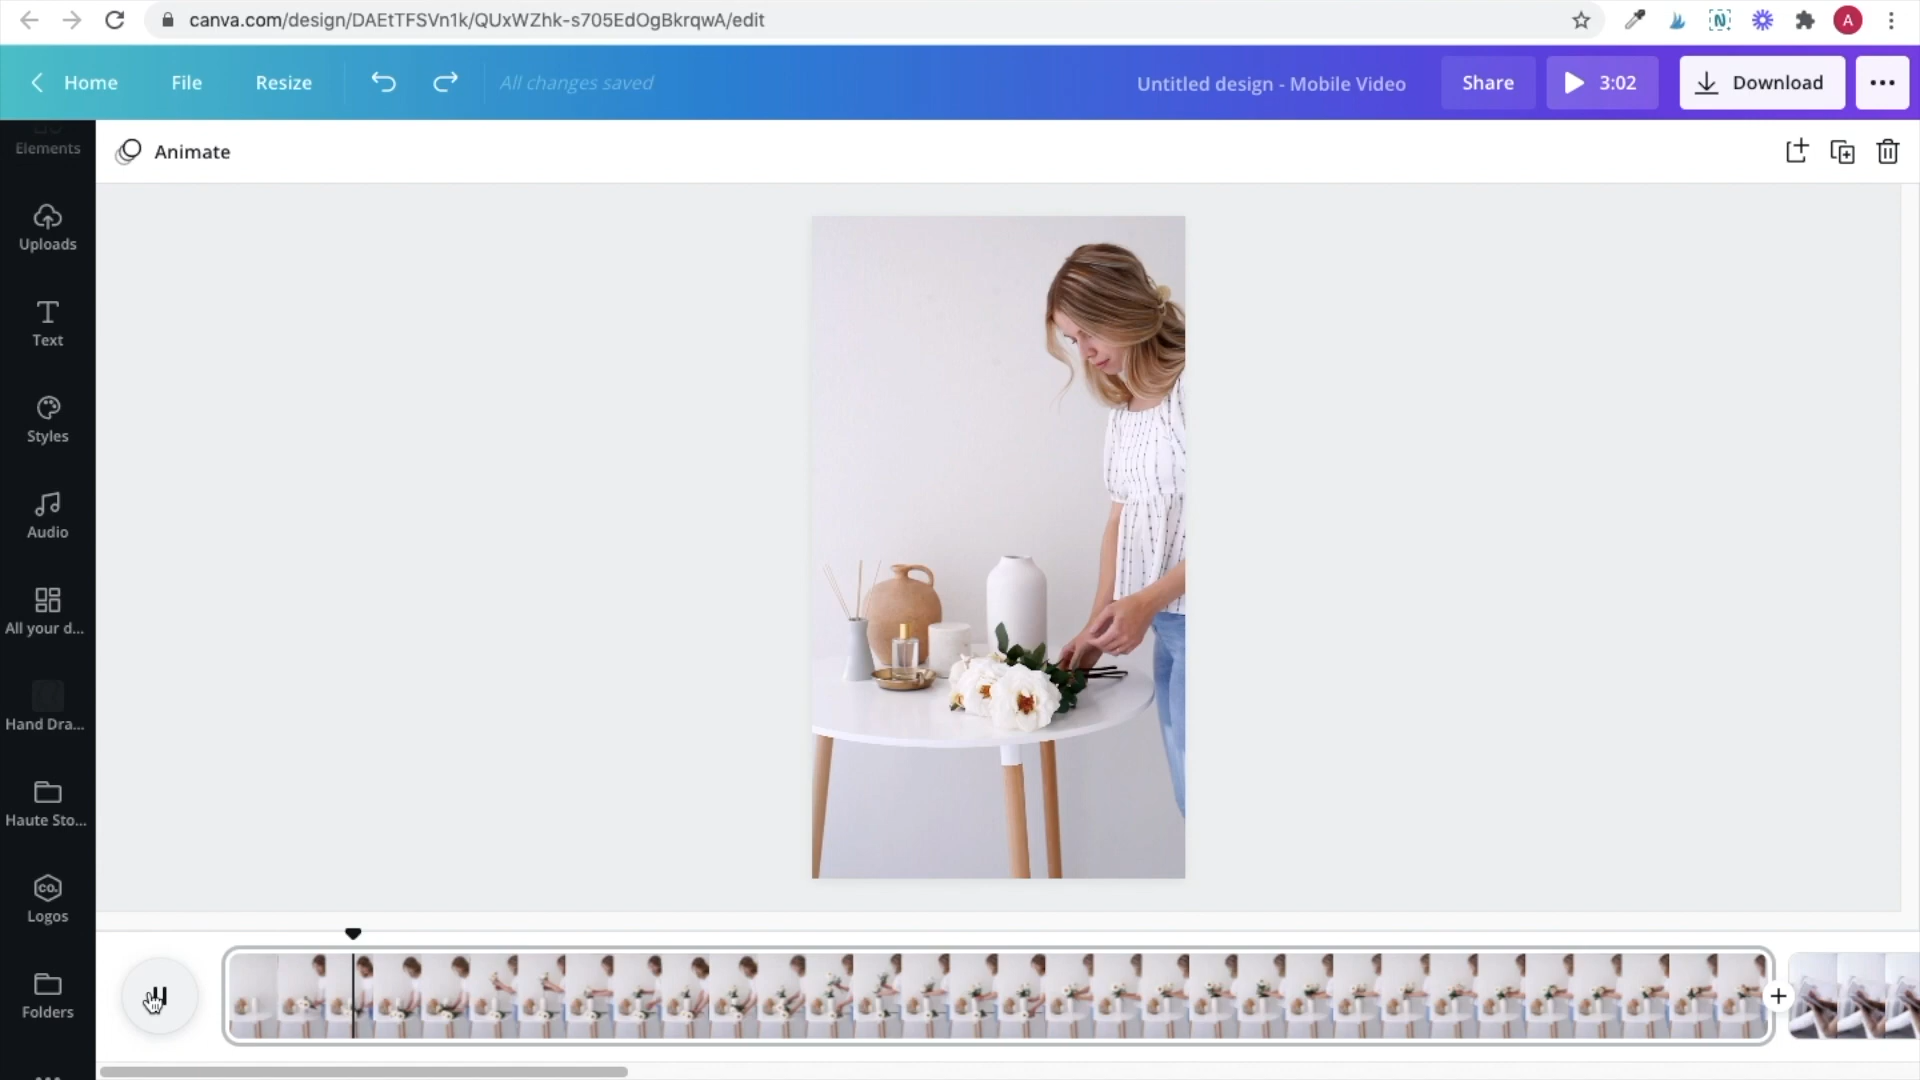 canva.com/design/DAEtTFSVn1k/QUxWZhk-s705EdOgBkrqwA/edit
A
Home
File
Resize
All changes saved
Untitled design - Mobile Video
Share
3:02
Download
Elements
Animate
Uploads
Text
Styles
Audio
All your d...
Hand Dra...
Haute Sto...
CO.
Logos
Folders